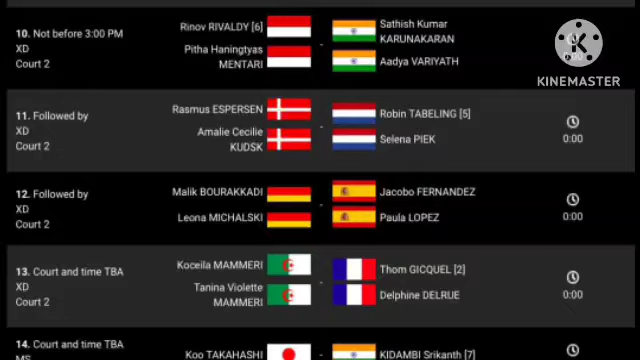 10. Not before 3:00 PM
XD
Court 2
Rinov RIVALDY [6]
Pitha Haningtyas
MENTARI
-
Sathish Kumar
KARUNAKARAN
Aadya VARIYATH
0:00
KINEMASTER
11. Followed by
XD
Court 2
Rasmus ESPERSEN
Amalie Cecilie
KUDSK
-
Robin TABELING [5]
Selena PIEK
0:00
12. Followed by
XD
Court 2
Malik BOURAKKADI
Leona MICHALSKI
-
Jacobo FERNANDEZ
Paula LOPEZ
0:00
13. Court and time TBA
XD
Court 2
Koceila MAMMERI
Tanina Violette
MAMMERI
-
Thom GICQUEL [2]
Delphine DELRUE
0:00
14. Court and time TBA
MS
Koo TAKAHASHI
-
KIDAMBI Srikanth [7]